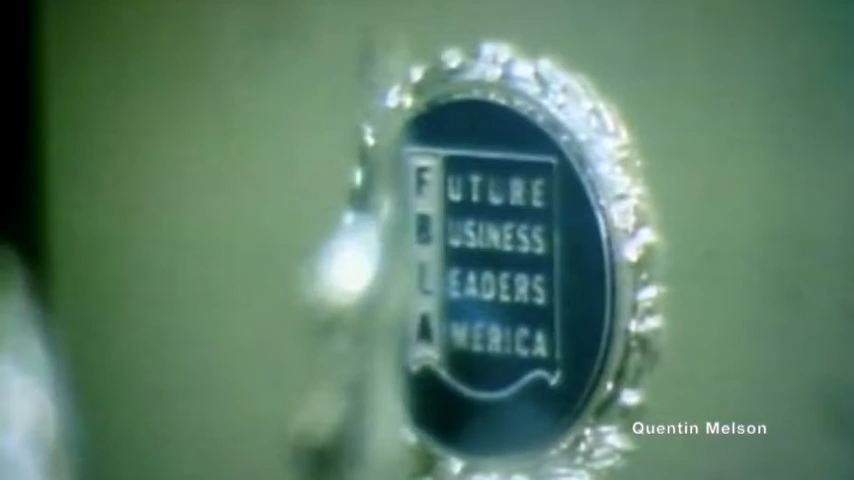 FUTURE
BUSINESS
LEADERS
AMERICA
Quentin Melson